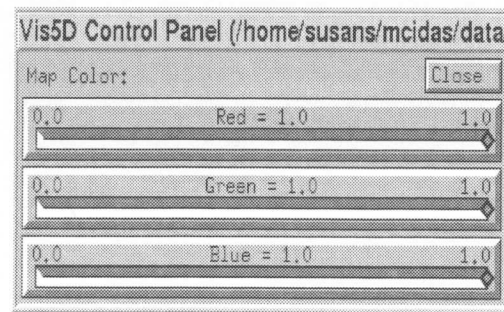 Vis5D Control Panel (/home/susans/mcidas/data
Map Color: Close
0.0 Red = 1.0 1.0
0.0 Green = 1.0 1.0
0.0 Blue = 1.0 1.0